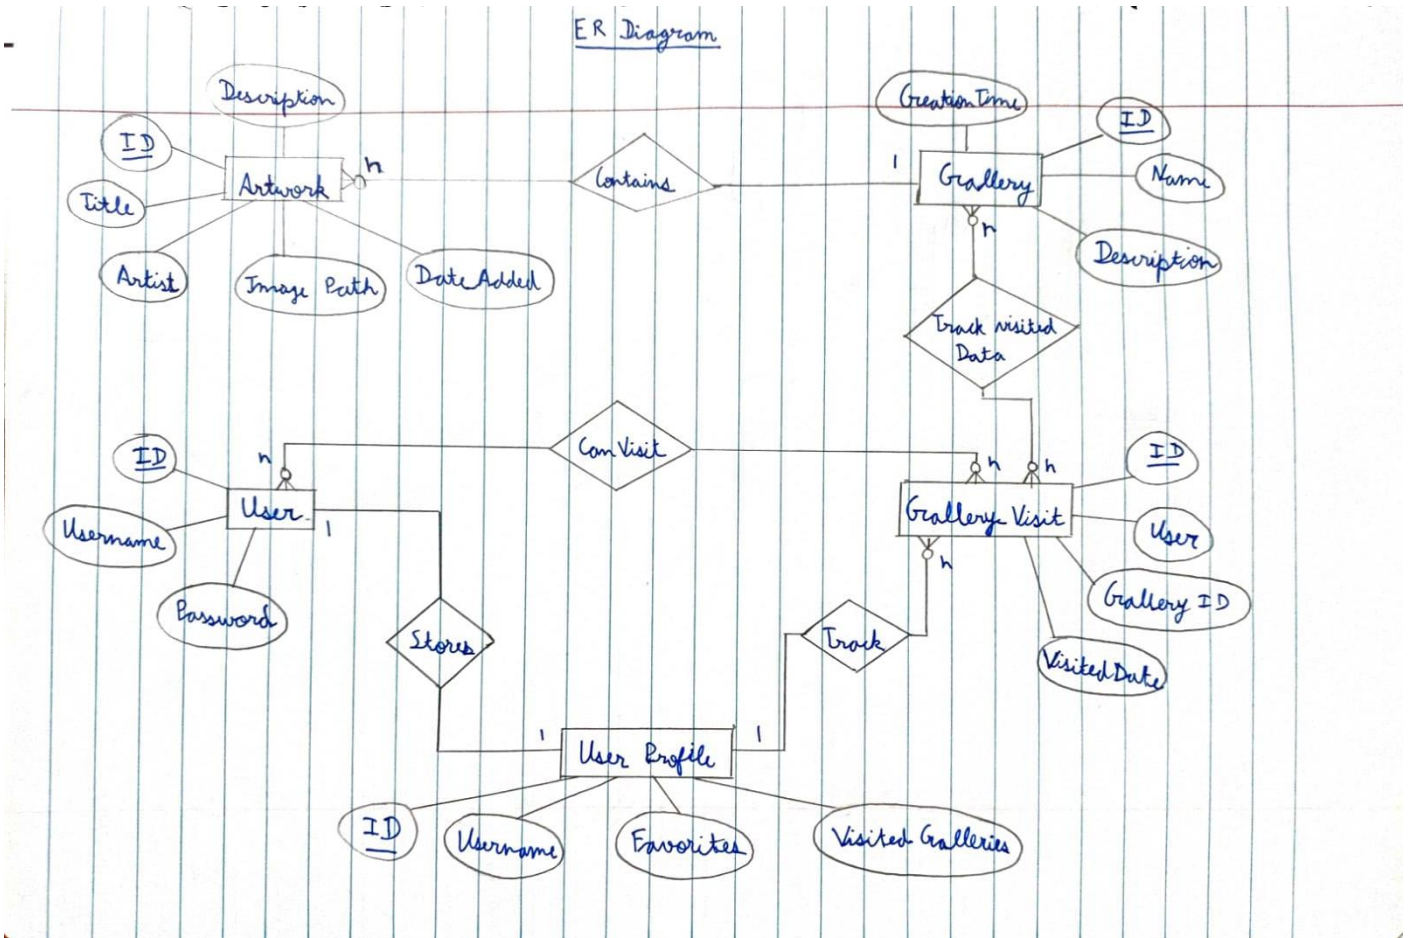 ER Diagram
Description
ID
Title
Artwork
Artist
Image Path
Date Added
n
Contains
1
Creation Time
ID
Gallery
Name
Description
n
Track visited
Data
Can Visit
n
ID
User
Username
Password
1
n
n
Gallery Visit
ID
User
Gallery ID
Visited Date
n
Stores
Track
1
User Profile
1
ID
Username
Favorites
Visited Galleries